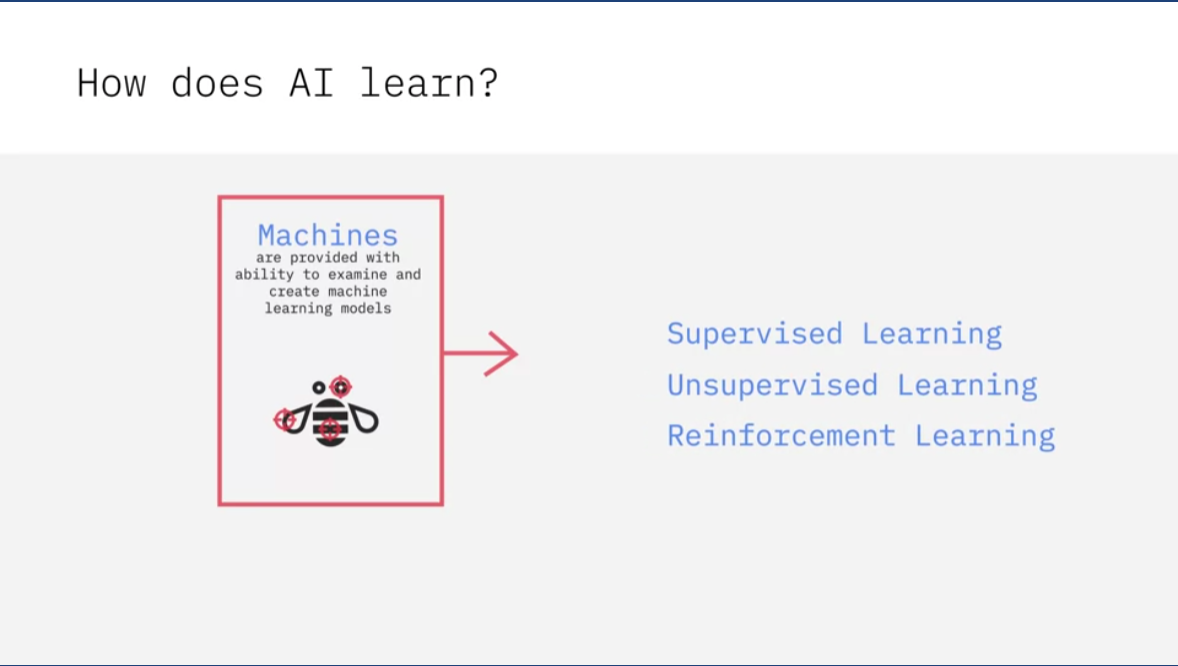 How does AI learn?
Machines
are provided with
ability to examine and
create machine
learning models
Supervised Learning
Unsupervised Learning
Reinforcement Learning